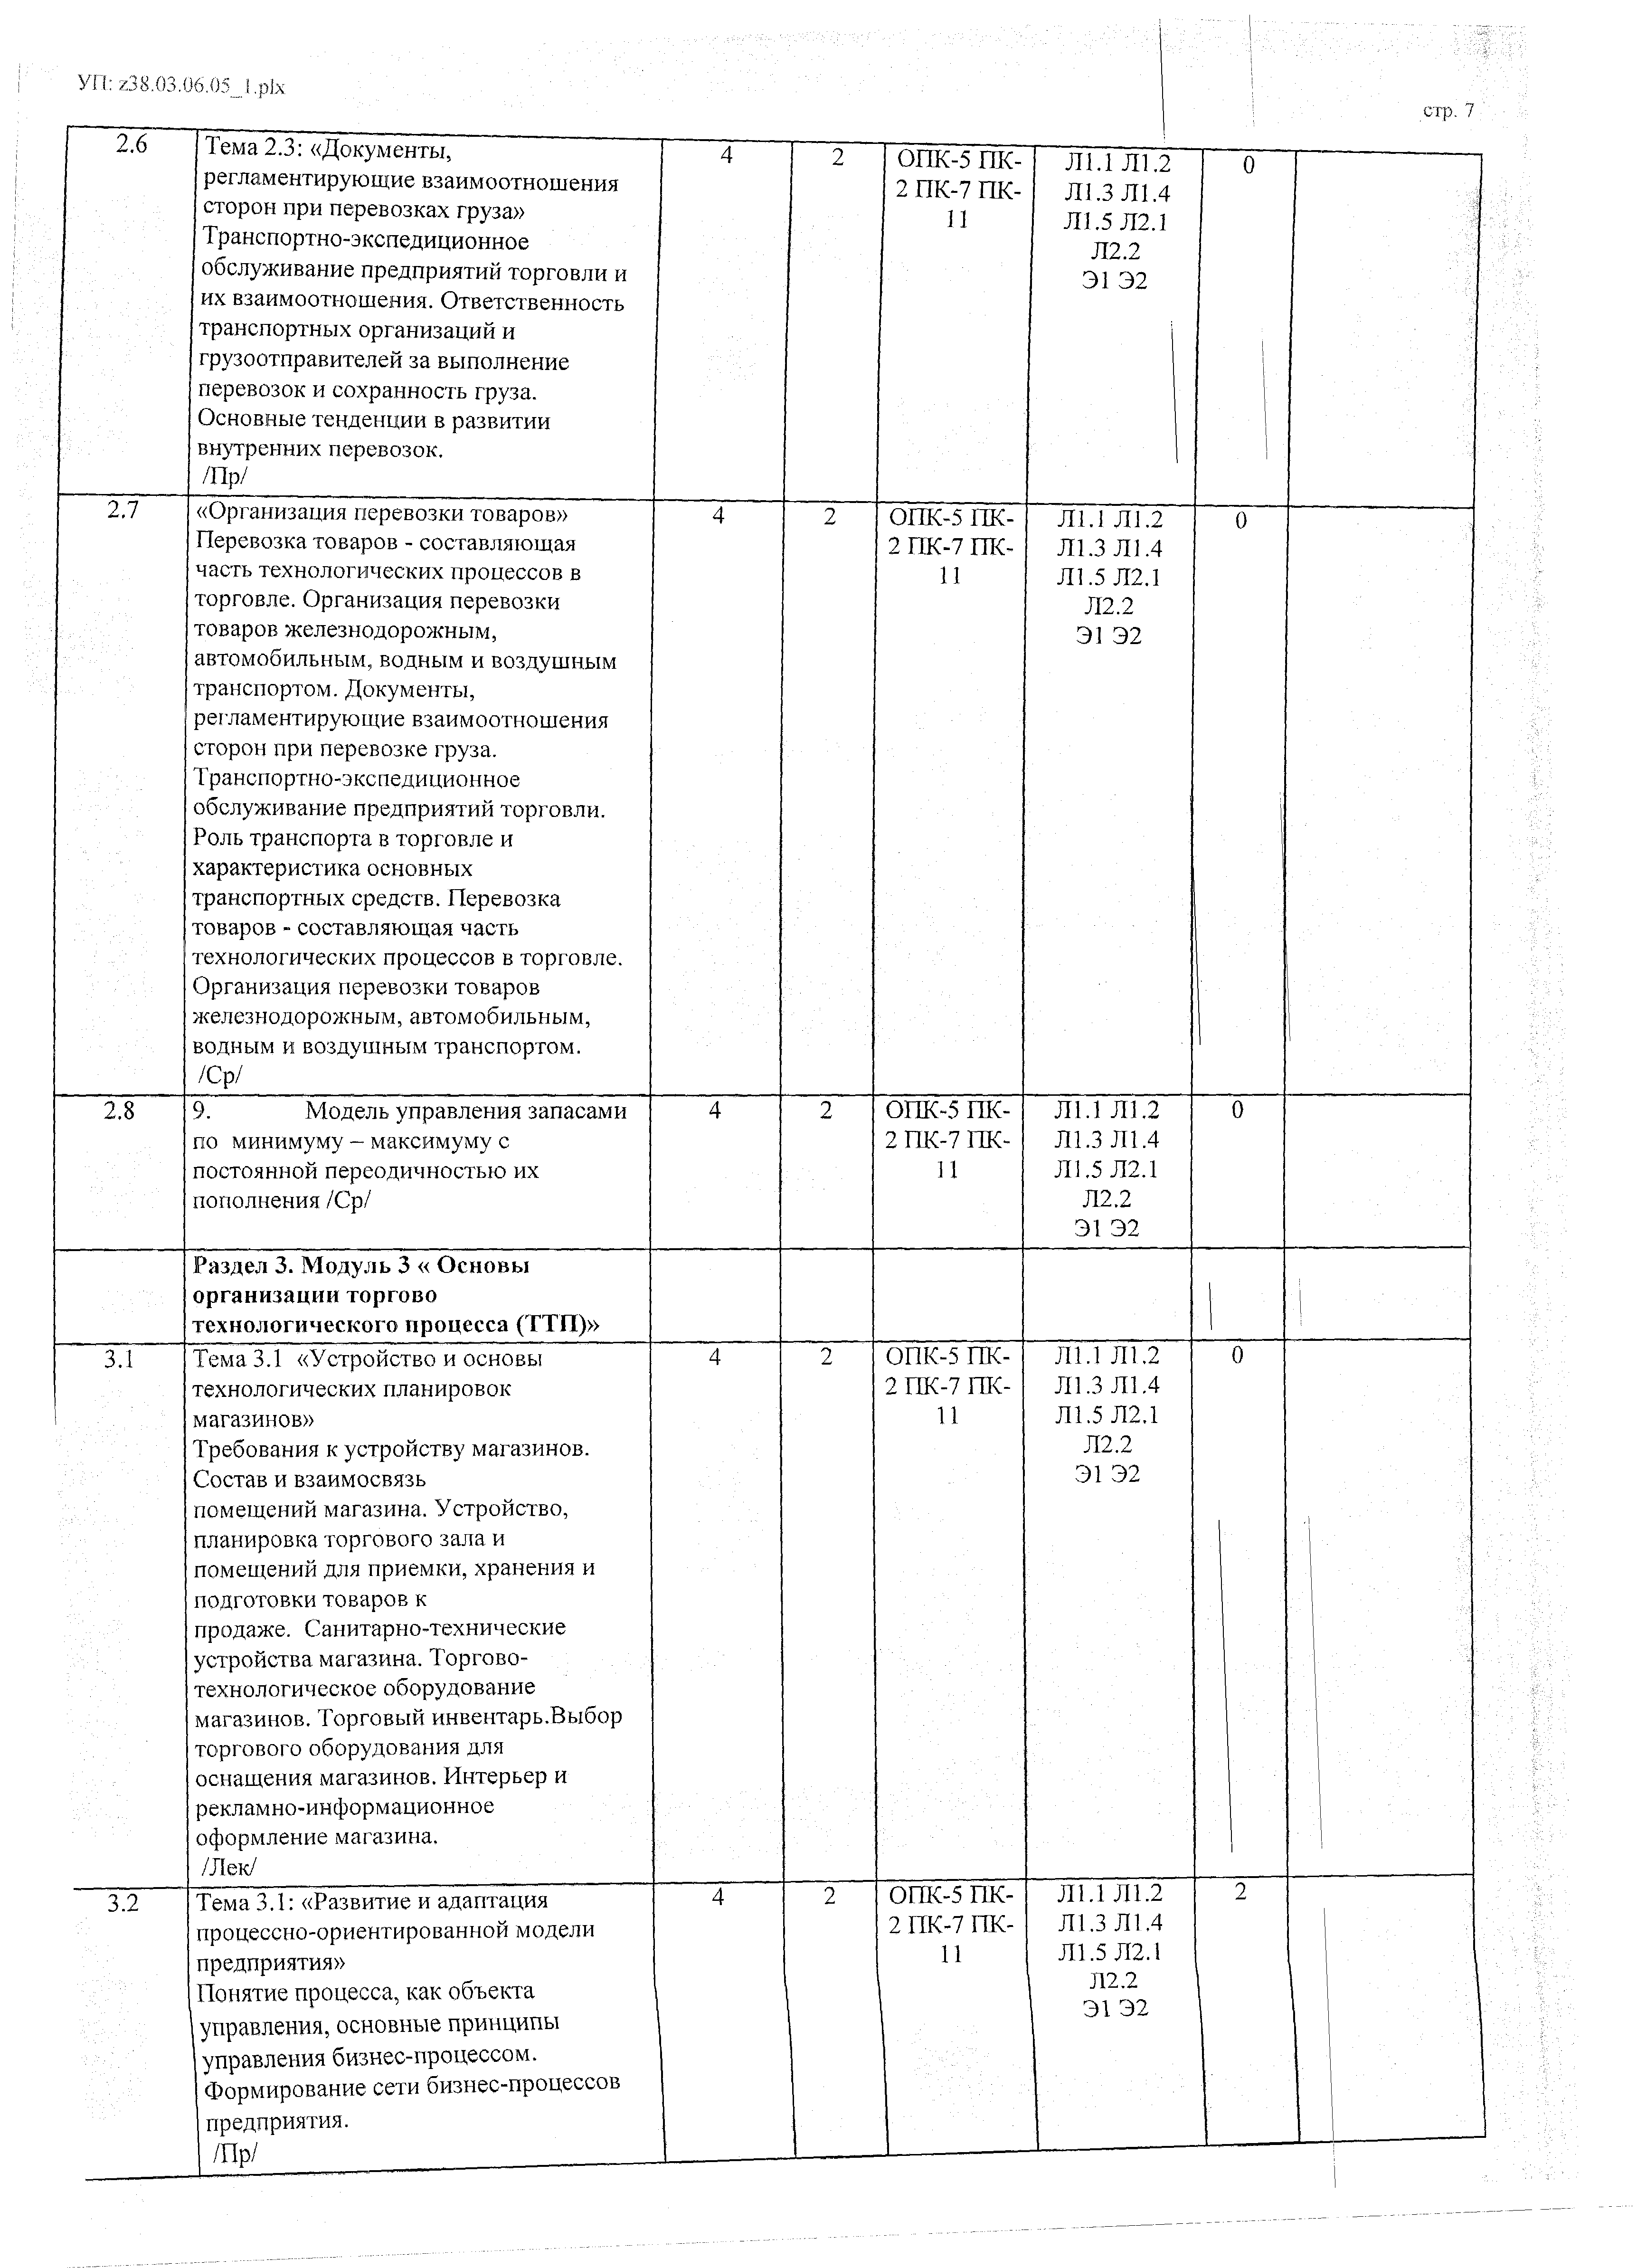 УП: z38.03.06.05_1.plx
стр. 7
2.6
Тема 2.3: «Документы,
регламентирующие взаимоотношения
сторон при перевозках груза»
Транспортно-экспедиционное
обслуживание предприятий торговли и
их взаимоотношения. Ответственность
транспортных организаций и
грузоотправителей за выполнение
перевозок и сохранность груза.
Основные тенденции в развитии
внутренних перевозок.
/Пр/
4
2
ОПК-5 ПК-
2 ПК-7 ПК-
11
Л1.1 Л1.2
Л1.3 Л1.4
Л1.5 Л2.1
Л2.2
Э1 Э2
0
2.7
«Организация перевозки товаров»
Перевозка товаров - составляющая
часть технологических процессов в
торговле. Организация перевозки
товаров железнодорожным,
автомобильным, водным и воздушным
транспортом. Документы,
регламентирующие взаимоотношения
сторон при перевозке груза.
Транспортно-экспедиционное
обслуживание предприятий торговли.
Роль транспорта в торговле и
характеристика основных
транспортных средств. Перевозка
товаров - составляющая часть
технологических процессов в торговле.
Организация перевозки товаров
железнодорожным, автомобильным,
водным и воздушным транспортом.
/Ср/
4
2
ОПК-5 ПК-
2 ПК-7 ПК-
11
Л1.1 Л1.2
Л1.3 Л1.4
Л1.5 Л2.1
Л2.2
Э1 Э2
0
2.8
9. Модель управления запасами
по минимуму – максимуму с
постоянной переодичностью их
пополнения /Ср/
4
2
ОПК-5 ПК-
2 ПК-7 ПК-
11
Л1.1 Л1.2
Л1.3 Л1.4
Л1.5 Л2.1
Л2.2
Э1 Э2
0
Раздел 3. Модуль 3 « Основы
организации торгово
технологического процесса (ТТП)»
3.1
Тема 3.1 «Устройство и основы
технологических планировок
магазинов»
Требования к устройству магазинов.
Состав и взаимосвязь
помещений магазина. Устройство,
планировка торгового зала и
помещений для приемки, хранения и
подготовки товаров к
продаже. Санитарно-технические
устройства магазина. Торгово-
технологическое оборудование
магазинов. Торговый инвентарь.Выбор
торгового оборудования для
оснащения магазинов. Интерьер и
рекламно-информационное
оформление магазина.
/Лек/
4
2
ОПК-5 ПК-
2 ПК-7 ПК-
11
Л1.1 Л1.2
Л1.3 Л1.4
Л1.5 Л2.1
Л2.2
Э1 Э2
0
3.2
Тема 3.1: «Развитие и адаптация
процессно-ориентированной модели
предприятия»
Понятие процесса, как объекта
управления, основные принципы
управления бизнес-процессом.
Формирование сети бизнес-процессов
предприятия.
/Пр/
4
2
ОПК-5 ПК-
2 ПК-7 ПК-
11
Л1.1 Л1.2
Л1.3 Л1.4
Л1.5 Л2.1
Л2.2
Э1 Э2
2